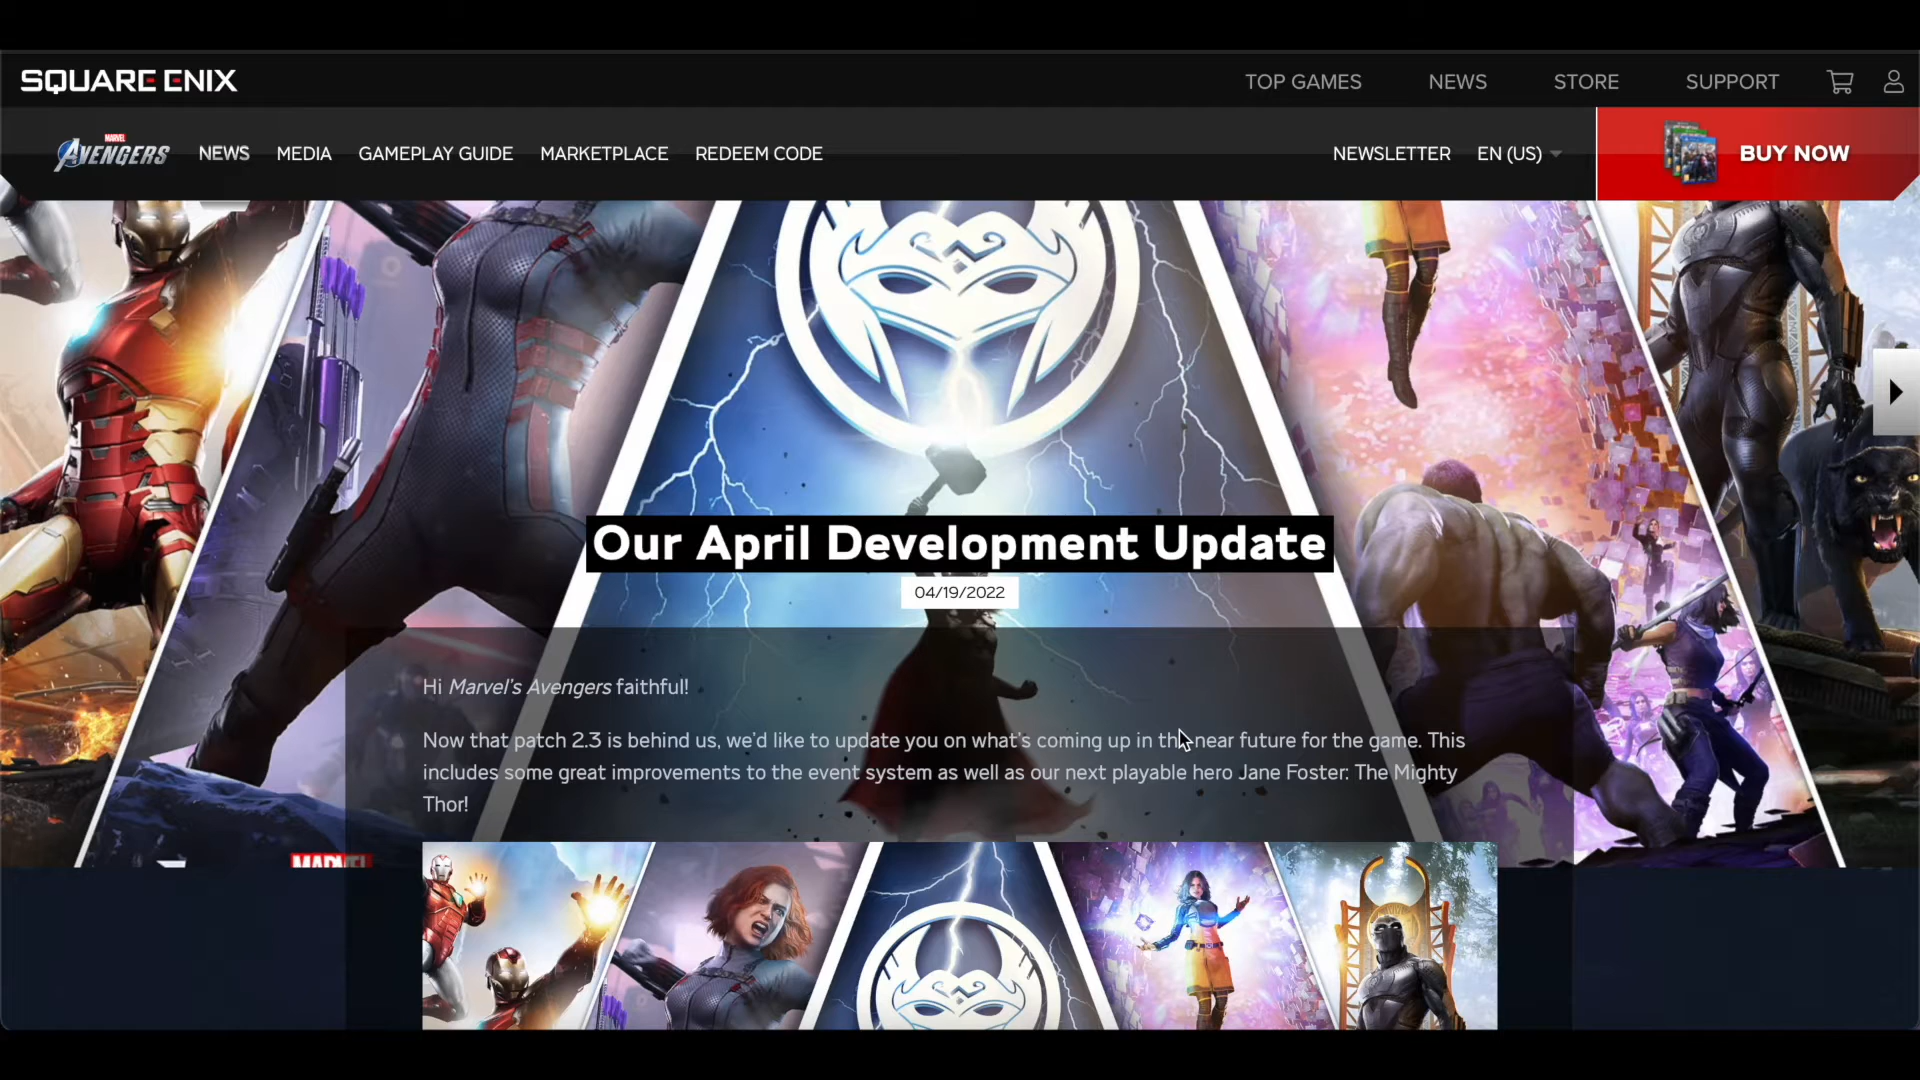 SQUARE ENIX
TOP GAMES NEWS STORE SUPPORT
MARVEL
AVENGERS
NEWS MEDIA GAMEPLAY GUIDE MARKETPLACE REDEEM CODE
NEWSLETTER EN (US)
BUY NOW
Our April Development Update
04/19/2022
Hi Marvel's Avengers faithful!
Now that patch 2.3 is behind us, we'd like to update you on what's coming up in the near future for the game. This
includes some great improvements to the event system as well as our next playable hero Jane Foster: The Mighty
Thor!
MARVEL